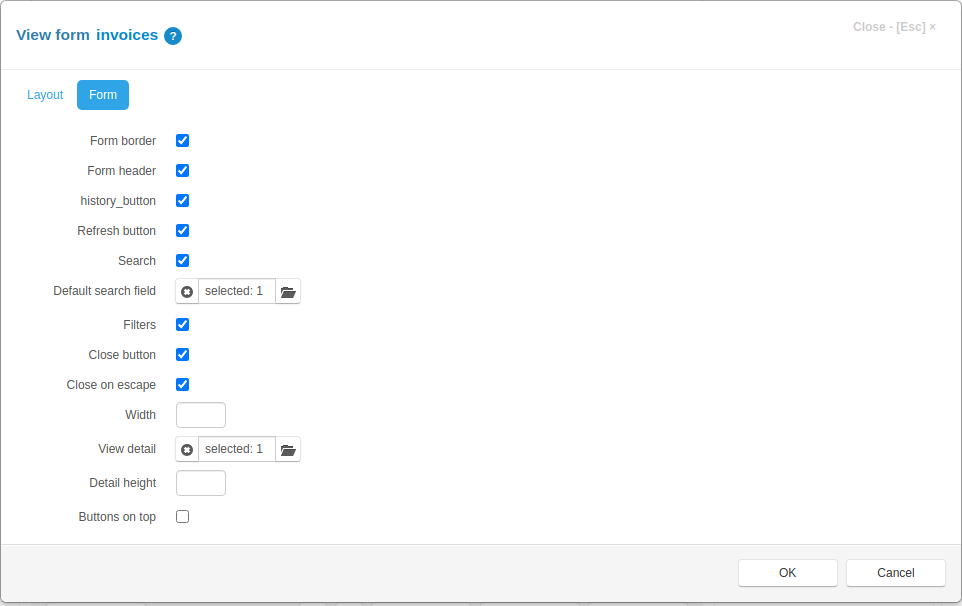 View form invoices ?
Close - [Esc] ×
Layout
Form
Form border
Form header
history_button
Refresh button
Search
Default search field
selected: 1
Filters
Close button
Close on escape
Width
View detail
selected: 1
Detail height
Buttons on top
OK
Cancel